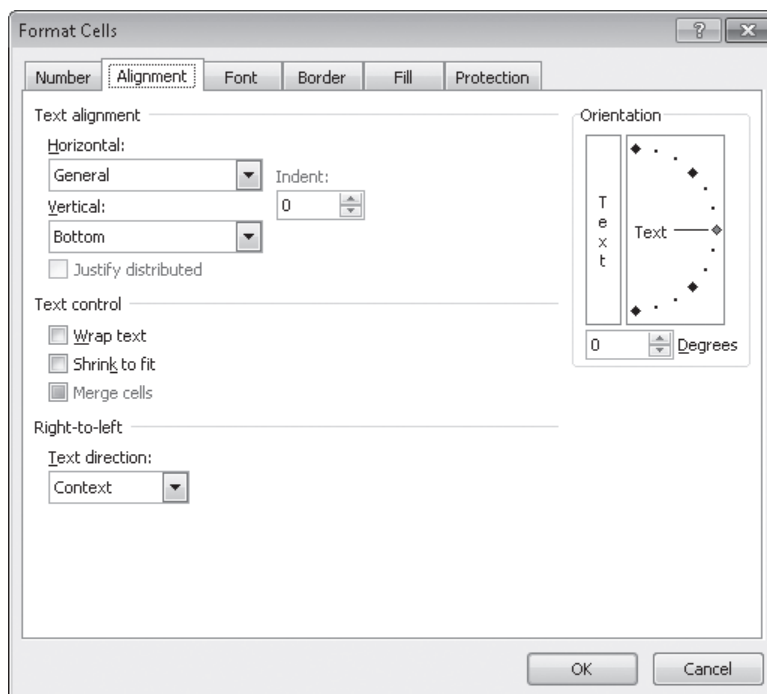 Format Cells
Number Alignment Font Border Fill Protection
Text alignment
Horizontal:
General
Indent:
Vertical:
0
Bottom
Justify distributed
Text control
Wrap text
Shrink to fit
Merge cells
Right-to-left
Text direction:
Context
Orientation
Text
Text
0 Degrees
OK Cancel